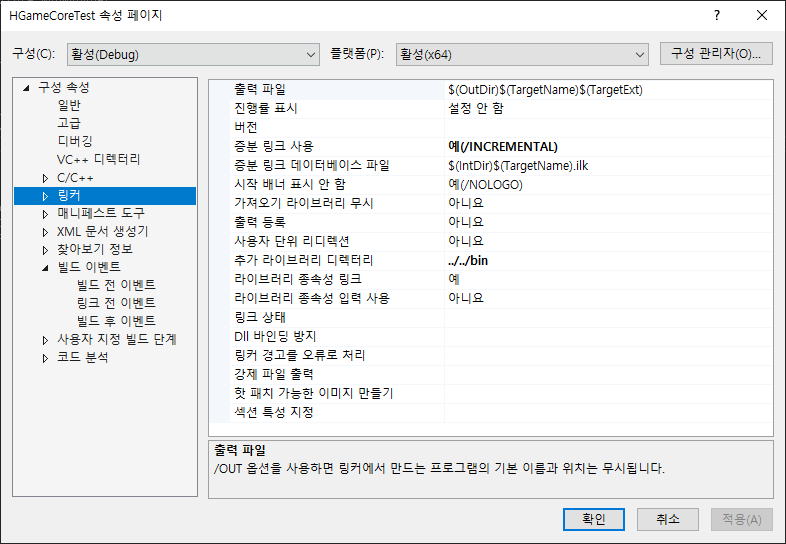 HGameCoreTest 속성 페이지
구성(C): 활성(Debug) 플랫폼(P): 활성(x64) 구성 관리자(O)...
구성 속성
일반
고급
디버깅
VC++ 디렉터리
C/C++
링커
매니페스트 도구
XML 문서 생성기
찾아보기 정보
빌드 이벤트
빌드 전 이벤트
링크 전 이벤트
빌드 후 이벤트
사용자 지정 빌드 단계
코드 분석
출력 파일 $(OutDir)$(TargetName)$(TargetExt)
진행률 표시 설정 안 함
버전
증분 링크 사용 예(/INCREMENTAL)
증분 링크 데이터베이스 파일 $(IntDir)$(TargetName).ilk
시작 배너 표시 안 함 예(/NOLOGO)
가져오기 라이브러리 무시 아니요
출력 등록 아니요
사용자 단위 리디렉션 아니요
추가 라이브러리 디렉터리 ../../bin
라이브러리 종속성 링크 예
라이브러리 종속성 입력 사용 아니요
링크 상태
Dll 바인딩 방지
링커 경고를 오류로 처리
강제 파일 출력
핫 패치 가능한 이미지 만들기
섹션 특성 지정
출력 파일
/OUT 옵션을 사용하면 링커에서 만드는 프로그램의 기본 이름과 위치는 무시됩니다.
확인 취소 적용(A)